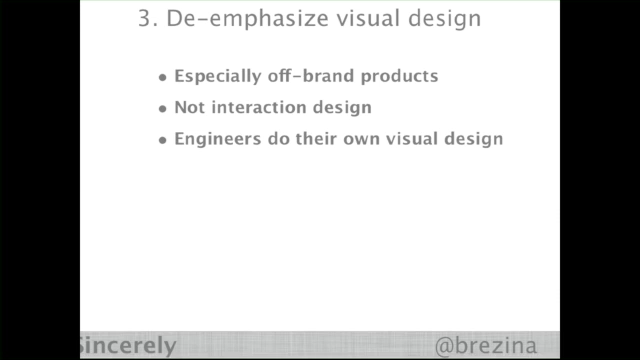 3. De-emphasize visual design
• Especially off-brand products
• Not interaction design
• Engineers do their own visual design
Sincerely
@brezina